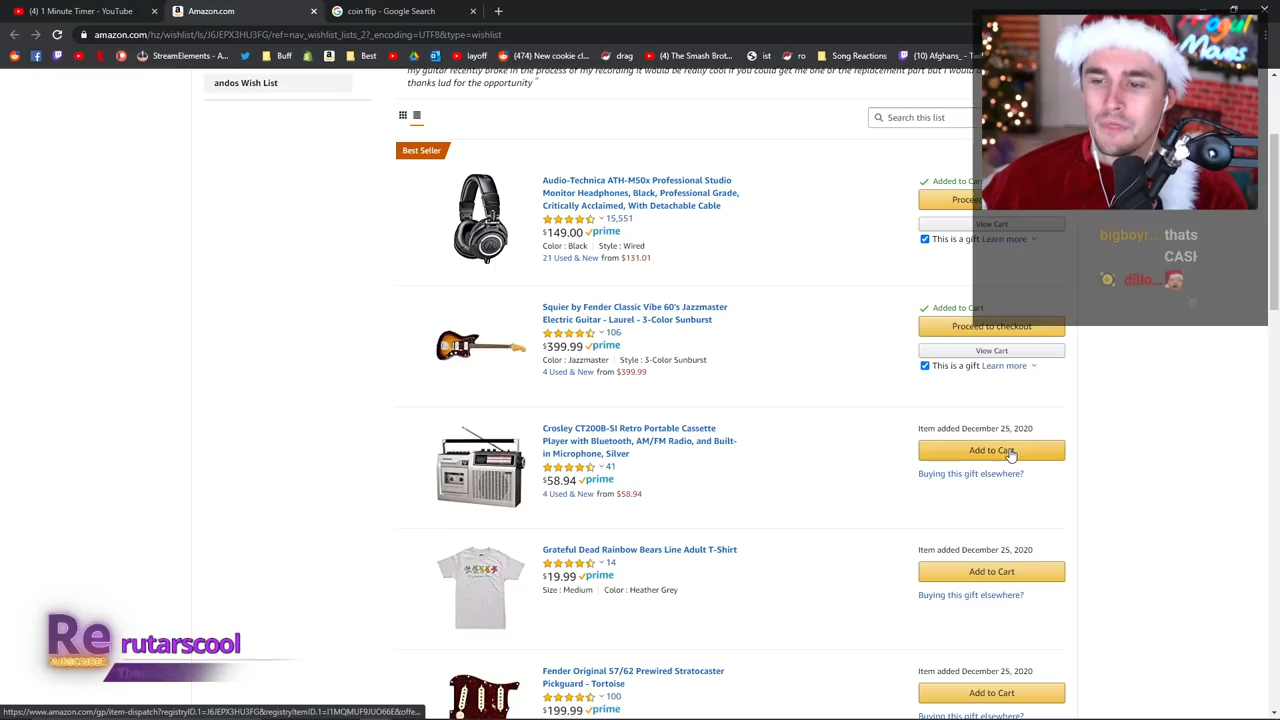 (4) 1 Minute Timer - YouTube
Amazon.com
coin flip - Google Search
amazon.com/hz/wishlist/ls/J6JEPX3HU3FG/ref=nav_wishlist_lists_2?_encoding=UTF8&type=wishlist
StreamElements - A...
Buff
Best
layoff
(474) New cookie cl...
drag
(4) The Smash Brot...
ist
ro
Song Reactions
(10) Afghans_ - Twi
Mogul
Moves
my guitar recently broke in the process of my recording it would be really cool if you could get me one of the replacement part but I would
thanks lud for the opportunity"
andos Wish List
Search this list
Best Seller
Audio-Technica ATH-M50x Professional Studio
Monitor Headphones, Black, Professional Grade,
Critically Acclaimed, With Detachable Cable
15,551
$149.00 prime
Color : Black | Style : Wired
21 Used & New from $131.01
Added to Car
Procee
View Cart
This is a gift Learn more
bigboyr... thats
CASH
dillo...
Squier by Fender Classic Vibe 60's Jazzmaster
Electric Guitar - Laurel - 3-Color Sunburst
106
$399.99 prime
Color : Jazzmaster | Style : 3-Color Sunburst
4 Used & New from $399.99
Added to Cart
Proceed to checkout
View Cart
This is a gift Learn more
Crosley CT200B-SI Retro Portable Cassette
Player with Bluetooth, AM/FM Radio, and Built-
in Microphone, Silver
41
$58.94 prime
4 Used & New from $58.94
Item added December 25, 2020
Add to Cart
Buying this gift elsewhere?
Grateful Dead Rainbow Bears Line Adult T-Shirt
14
$19.99 prime
Size : Medium | Color : Heather Grey
Item added December 25, 2020
Add to Cart
Buying this gift elsewhere?
Re
SUBSCRIBER
rutarscool
Fender Original 57/62 Prewired Stratocaster
Pickguard - Tortoise
100
$199.99 prime
Item added December 25, 2020
Add to Cart
Buying this gift elsewhere?
https://www.amazon.com/gp/item-dispatch?registryID.1=J6JEPX3HU3FG&registryItemID.1=I1MQMUF9JUO66E&offe...